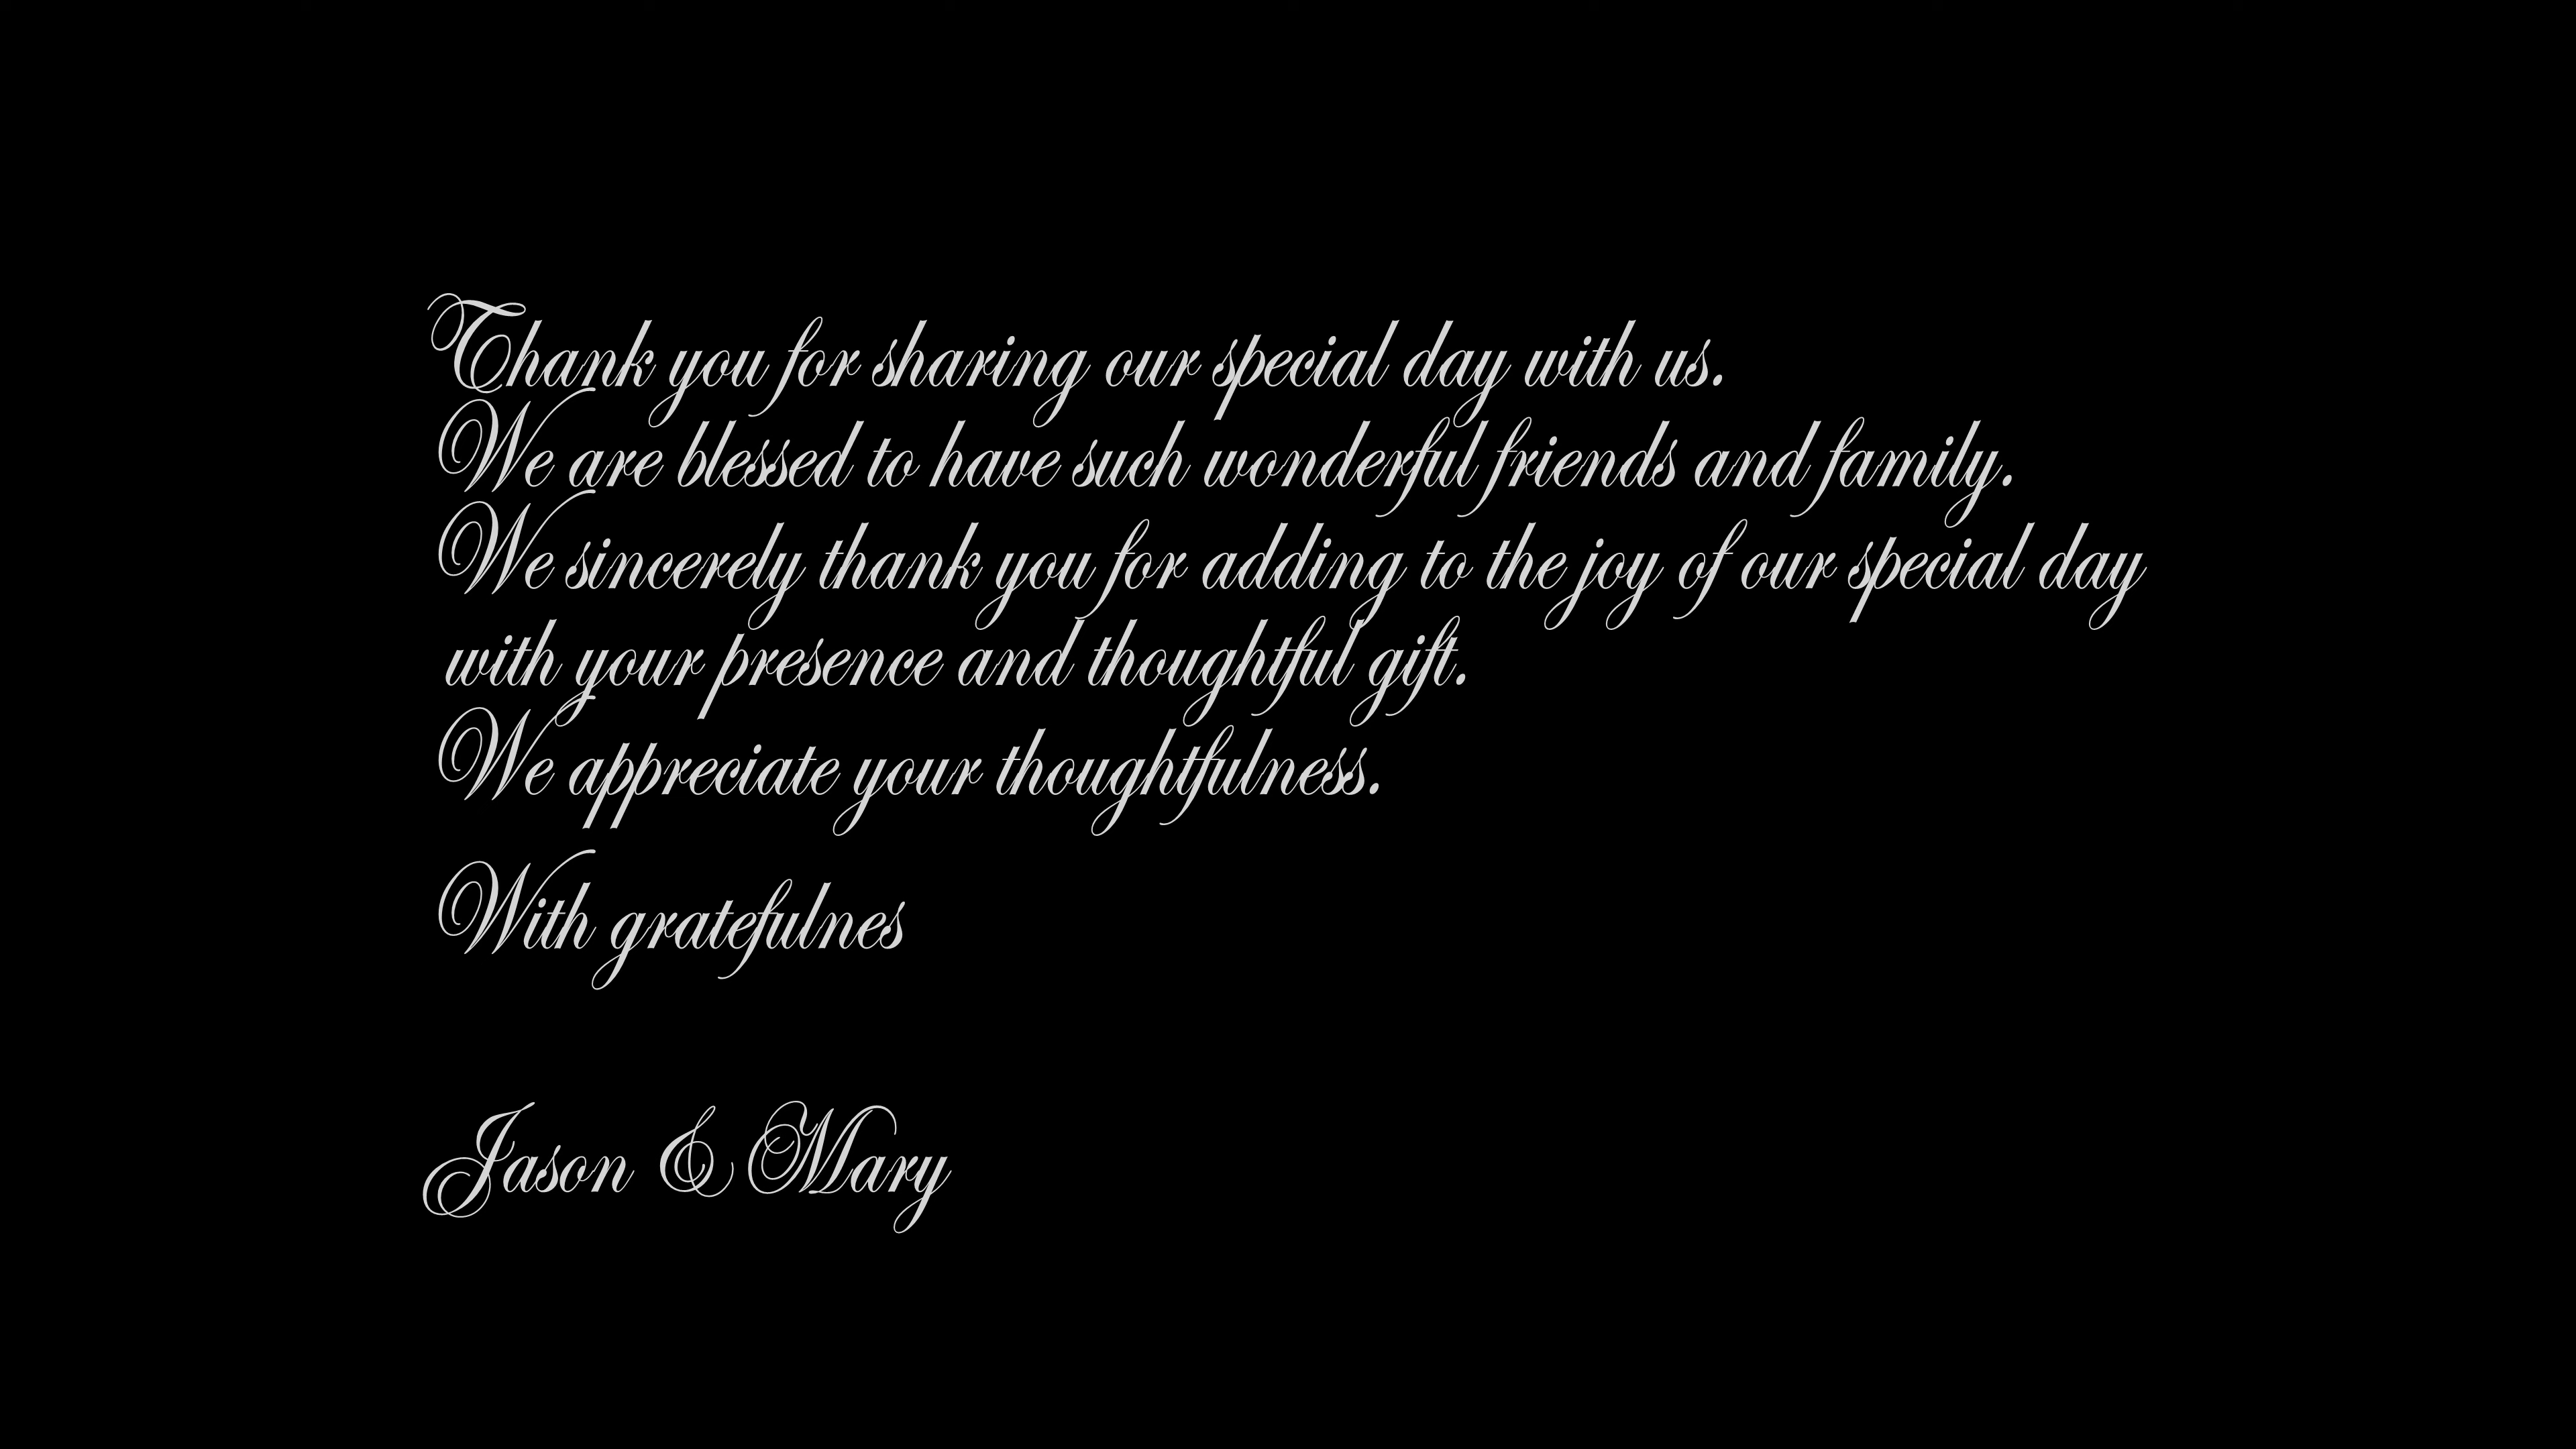 Thank you for sharing our special day with us.
We are blessed to have such wonderful friends and family.
We sincerely thank you for adding to the joy of our special day
with your presence and thoughtful gift.
We appreciate your thoughtfulness.
With gratefulnes
Jason & Mary